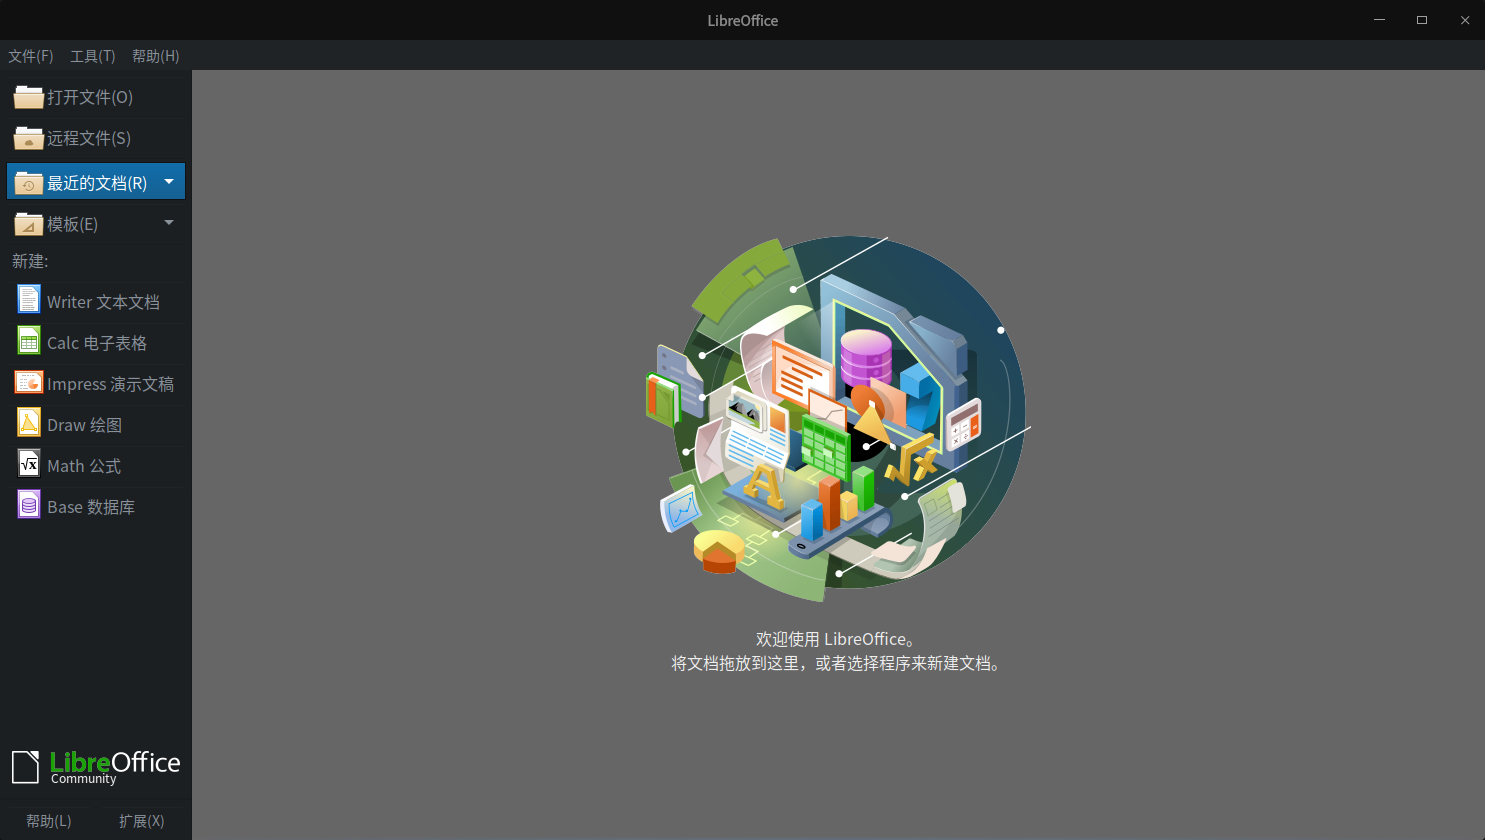 LibreOffice
文件(F) 工具(T) 帮助(H)
打开文件(O)
远程文件(S)
最近的文档(R)
模板(E)
新建:
Writer 文本文档
Calc 电子表格
Impress 演示文稿
Draw 绘图
Math 公式
Base 数据库
欢迎使用 LibreOffice。
将文档拖放到这里，或者选择程序来新建文档。
LibreOffice
Community
帮助(L) 扩展(X)